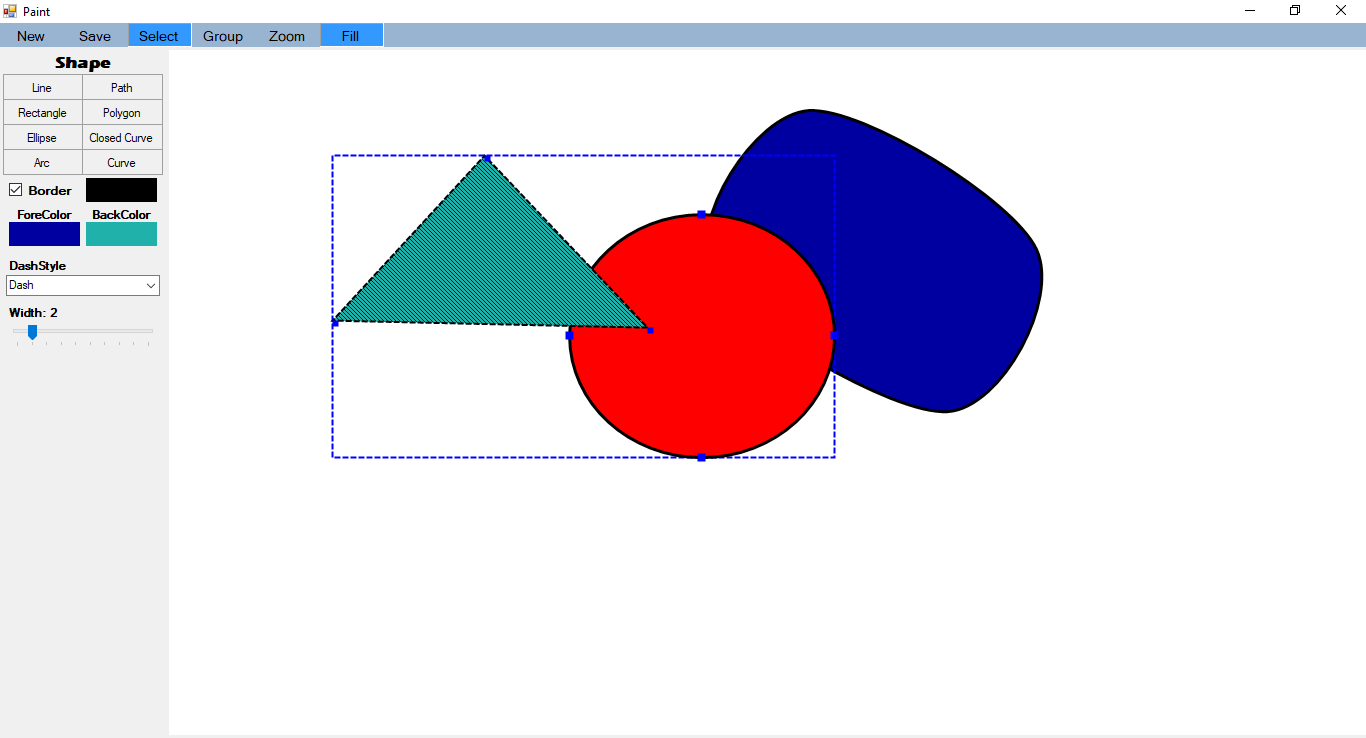 Paint
New Save Select Group Zoom Fill
Shape
Line Path
Rectangle Polygon
Ellipse Closed Curve
Arc Curve
Border
ForeColor BackColor
DashStyle
Dash
Width: 2